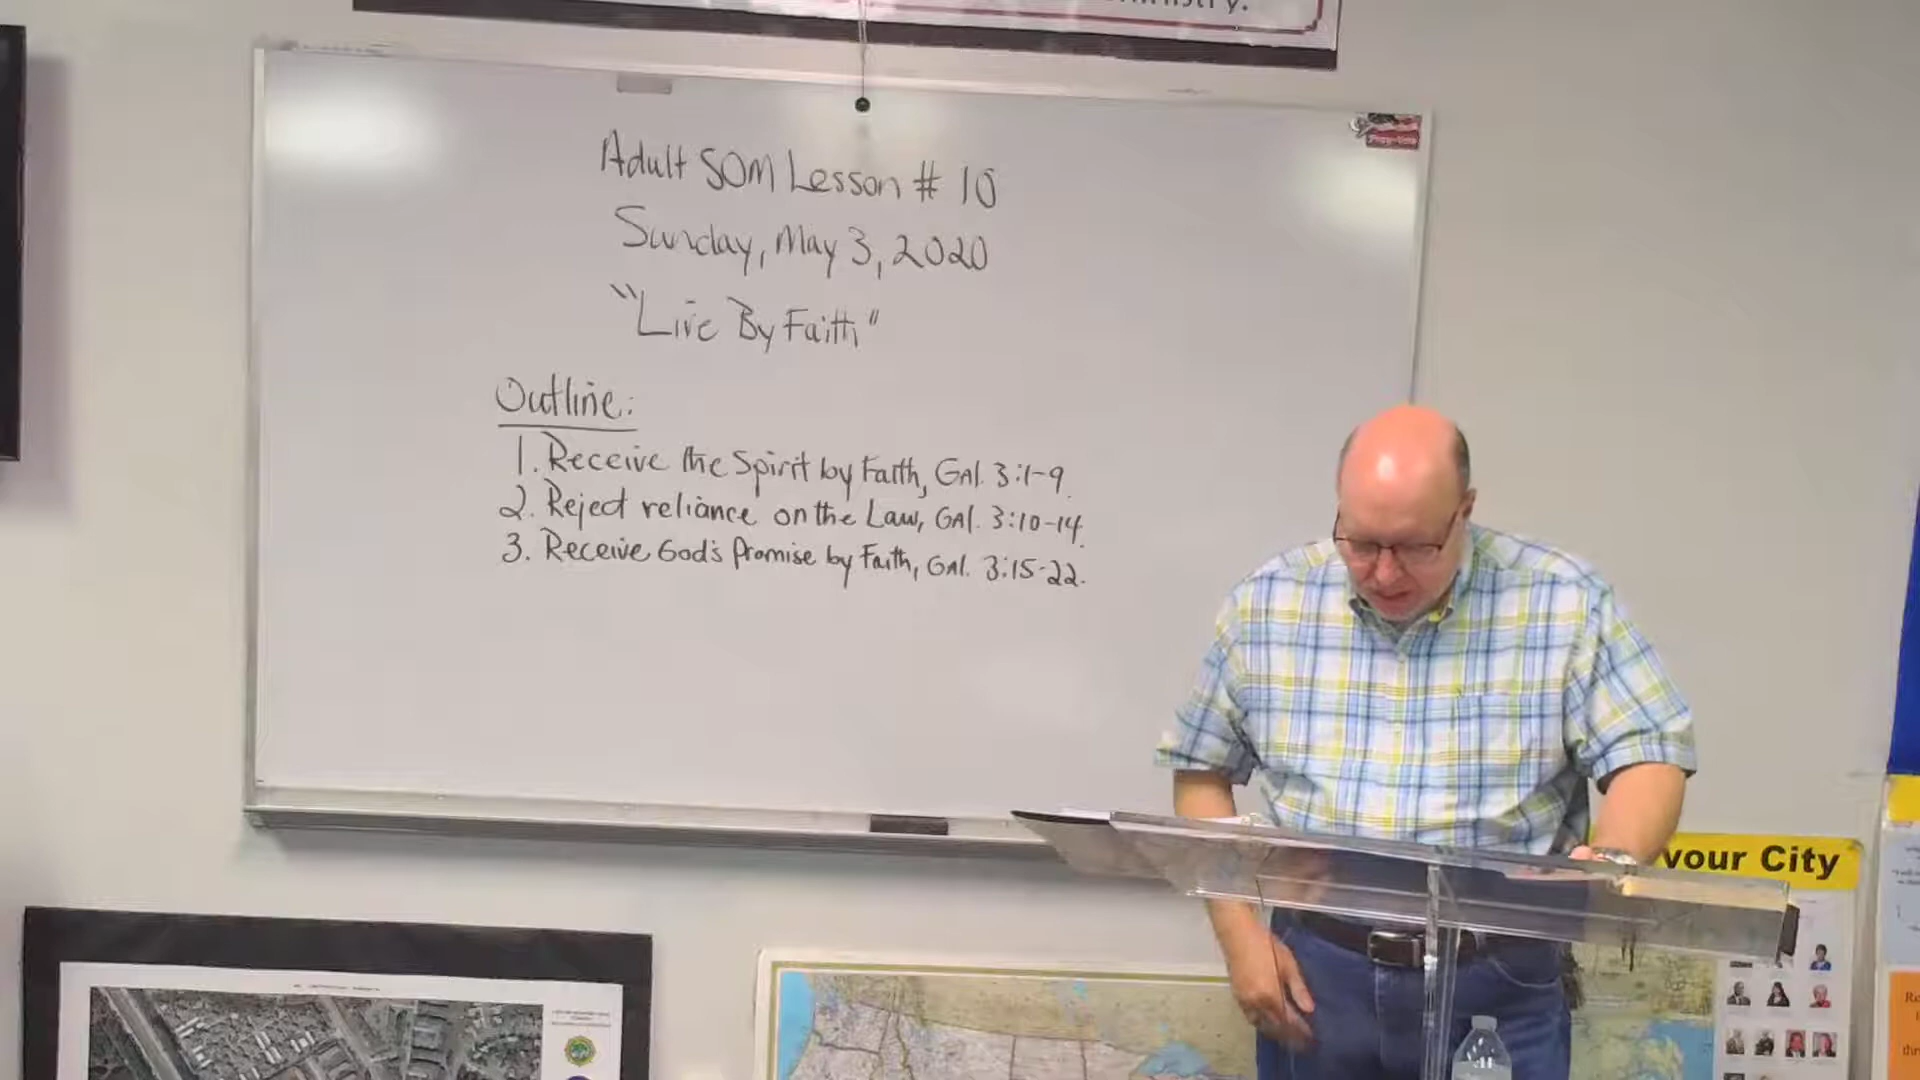 Adult SOM Lesson # 10
Sunday, May 3, 2020
"Live By Faith"
Outline:
1. Receive the Spirit by Faith, GAl. 3:1-9.
2. Reject reliance on the Law, GAl. 3:10-14.
3. Receive God's Promise by Faith, GAl. 3:15-22.
your City